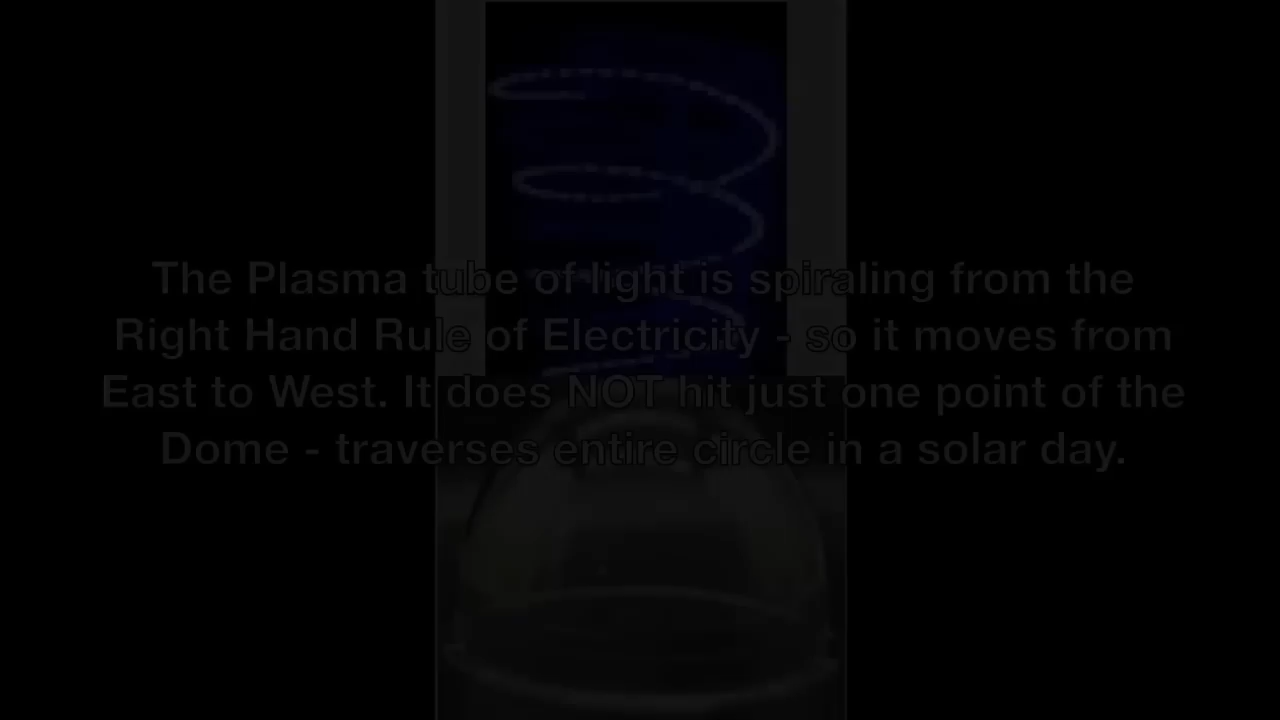 The Plasma tube of light is spiraling from the
Right Hand Rule of Electricity - so it moves from
East to West. It does NOT hit just one point of the
Dome - traverses entire circle in a solar day.